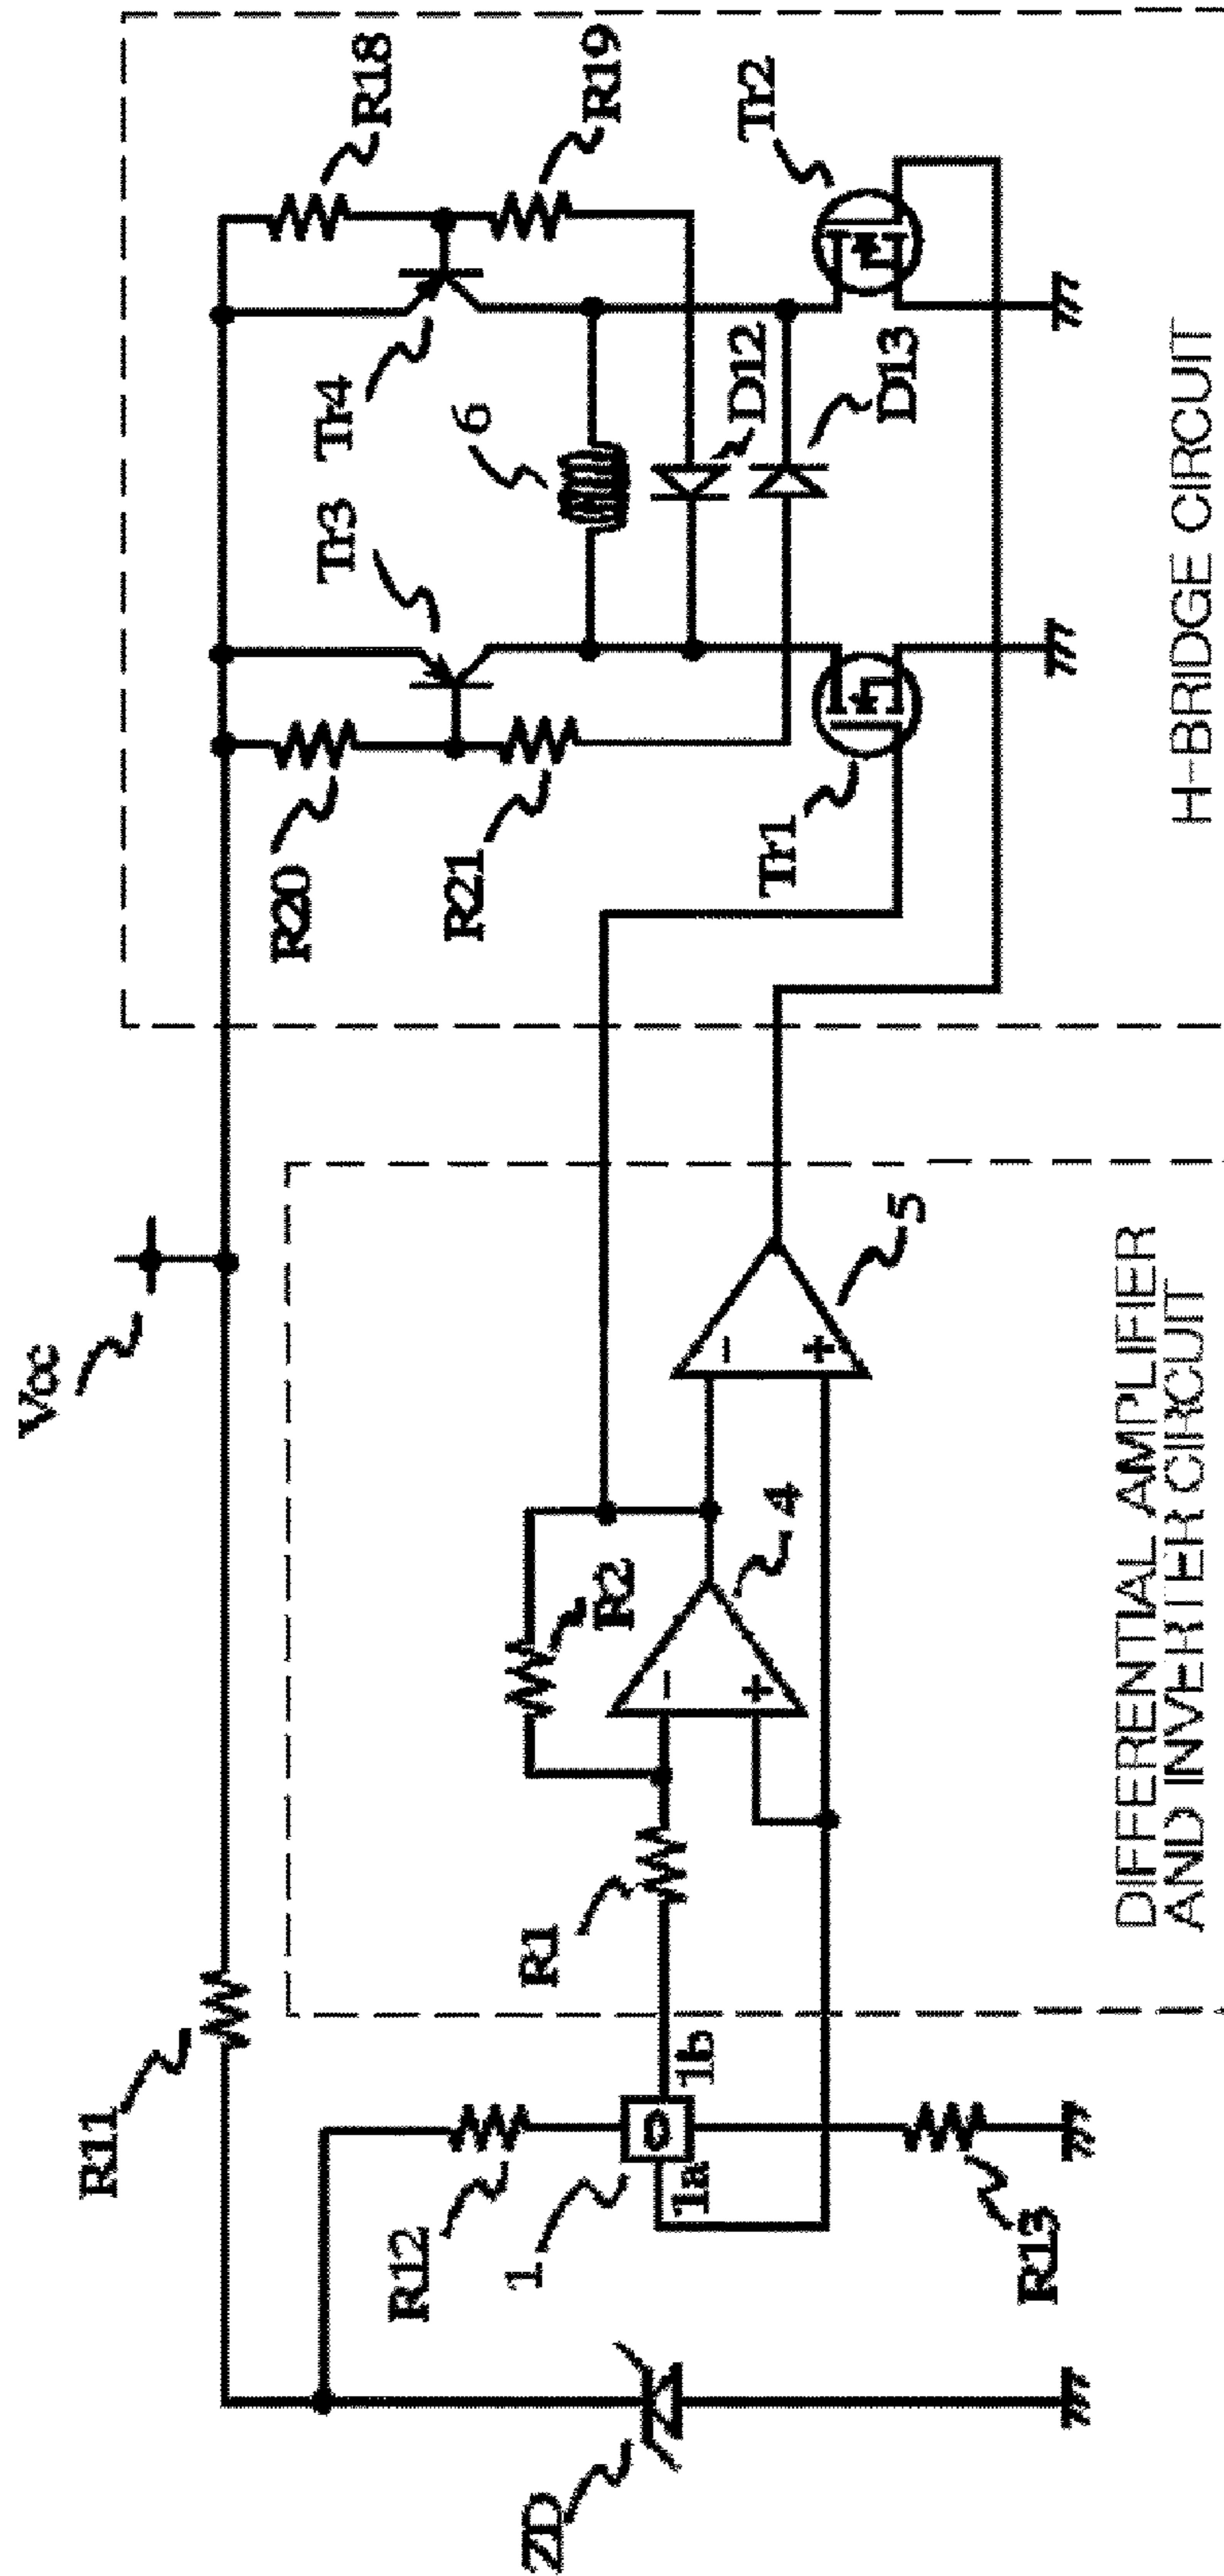 Vcc
R11
R12
1
1a
1b
R13
ZD
R1
R2
4
5
DIFFERENTIAL AMPLIFIER
AND INVERTER CIRCUIT
R20
R21
Tr3
Tr4
R18
R19
6
D12
D13
Tr1
Tr2
H-BRIDGE CIRCUIT